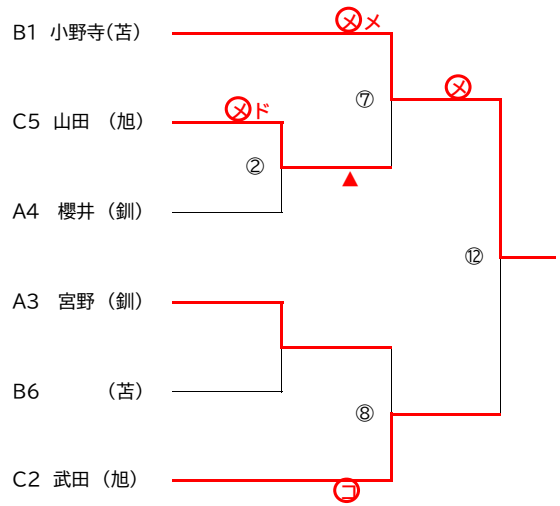 B1 小野寺(苫)
メメ
⑦
メ
C5 山田 (旭)
メド
②
▲
A4 櫻井 (釧)
⑫
A3 宮野 (釧)
B6 (苫)
⑧
C2 武田 (旭)
コ